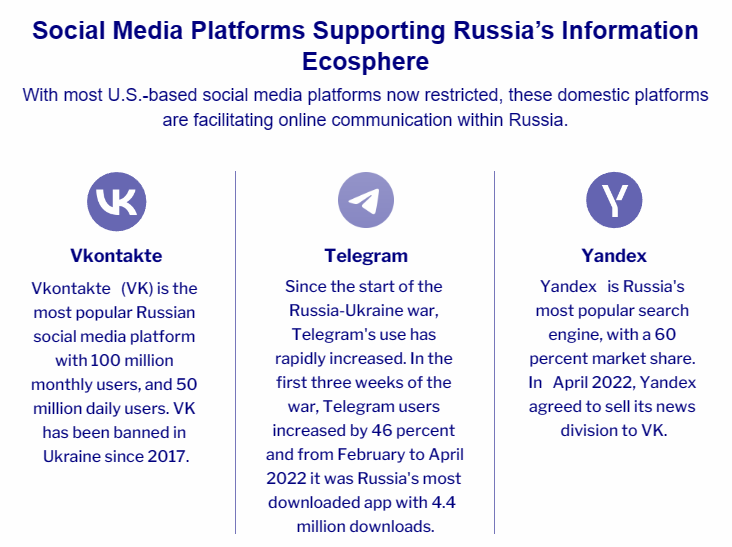 Social Media Platforms Supporting Russia’s Information
Ecosphere
With most U.S.-based social media platforms now restricted, these domestic platforms
are facilitating online communication within Russia.
Vkontakte
Vkontakte (VK) is the
most popular Russian
social media platform
with 100 million
monthly users, and 50
million daily users. VK
has been banned in
Ukraine since 2017.
Telegram
Since the start of the
Russia-Ukraine war,
Telegram's use has
rapidly increased. In the
first three weeks of the
war, Telegram users
increased by 46 percent
and from February to April
2022 it was Russia's most
downloaded app with 4.4
million downloads.
Yandex
Yandex is Russia's
most popular search
engine, with a 60
percent market share.
In April 2022, Yandex
agreed to sell its news
division to VK.